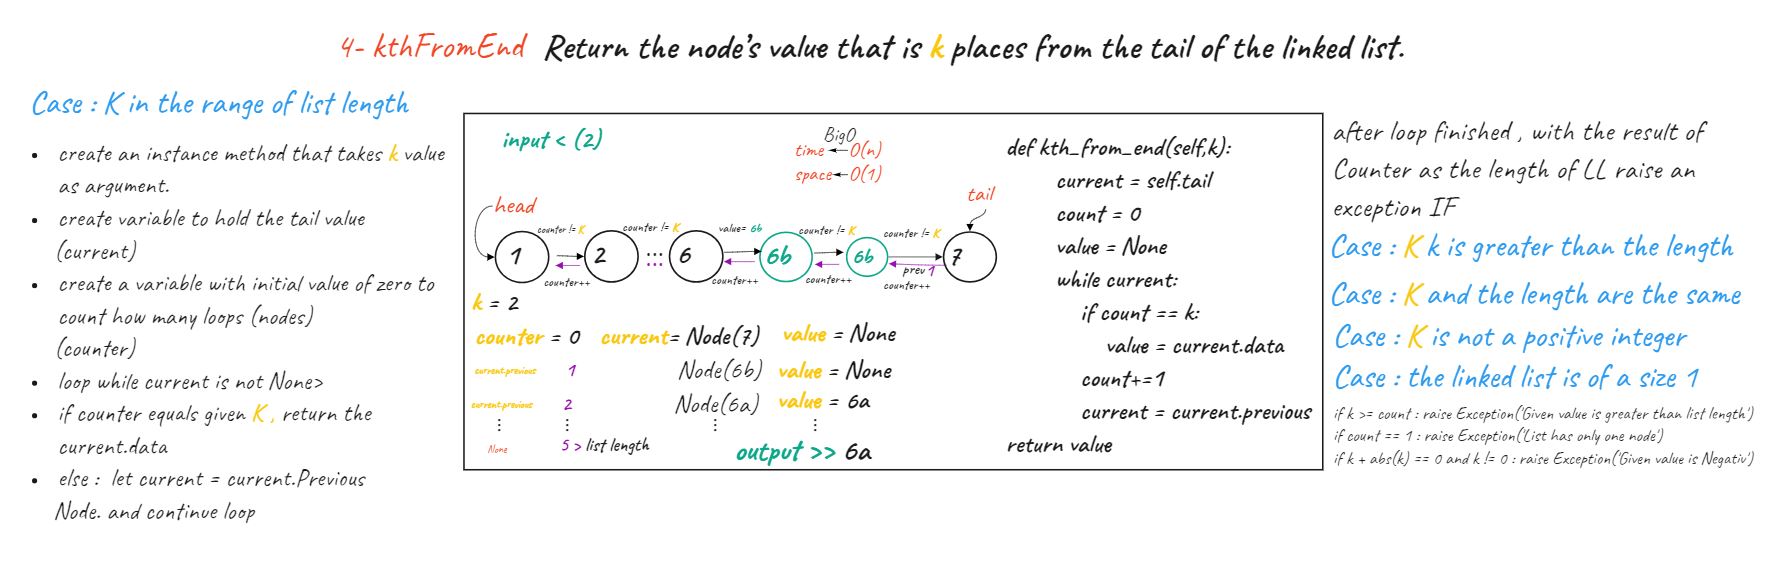 4- kthFromEnd Return the node's value that is k places from the tail of the linked list.
Case : K in the range of list length
• create an instance method that takes k value
as argument.
• create variable to hold the tail value
(current)
• create a variable with initial value of zero to
count how many loops (nodes)
(counter)
• loop while current is not None>
• if counter equals given K , return the
current.data
• else : let current = current.Previous
Node. and continue loop
input < (2)
BigO
time O(n)
space O(1)
head
tail
counter != K
counter != K
value= 6b
counter != K
counter != K
1
2
6
6b
6b
7
prev 1
counter++
counter++
counter++
counter++
k = 2
counter = 0 current= Node(7) value = None
current.previous 1 Node(6b) value = None
current.previous 2 Node(6a) value = 6a
None 5 > list length
output >> 6a
def kth_from_end(self,k):
current = self.tail
count = 0
value = None
while current:
if count == k:
value = current.data
count+=1
current = current.previous
return value
after loop finished , with the result of
Counter as the length of LL raise an
exception IF
Case : K k is greater than the length
Case : K and the length are the same
Case : K is not a positive integer
Case : the linked list is of a size 1
if k >= count : raise Exception('Given value is greater than list length')
if count == 1 : raise Exception('List has only one node')
if k + abs(k) == 0 and k != 0 : raise Exception('Given value is Negativ')